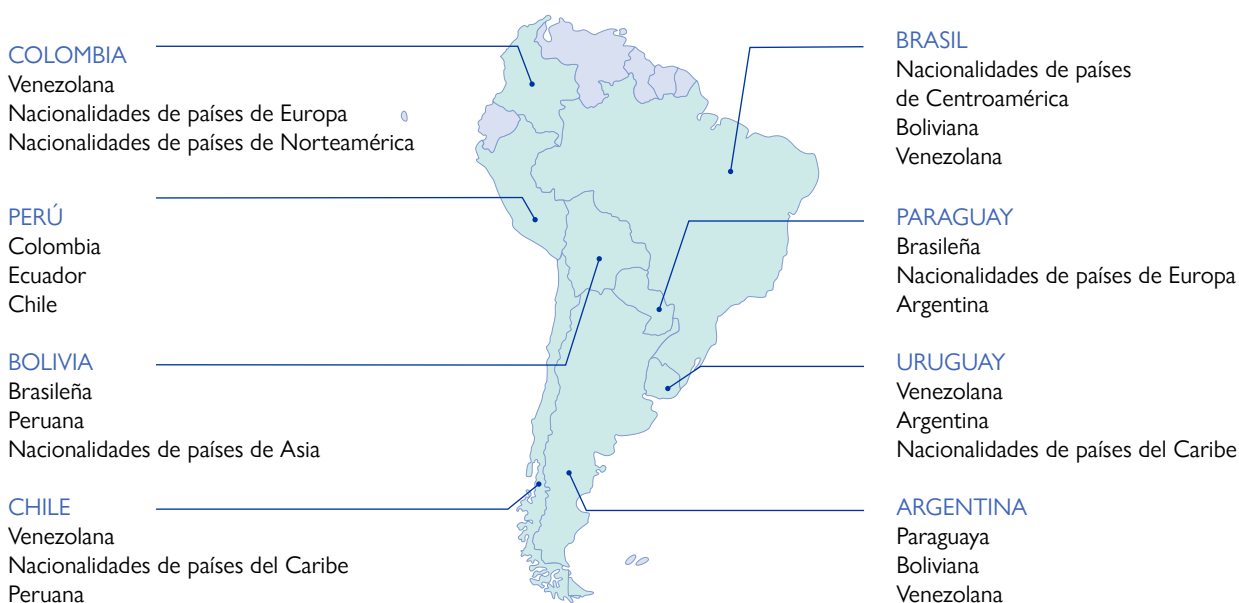 COLOMBIA
Venezolana
Nacionalidades de países de Europa
Nacionalidades de países de Norteamérica
PERÚ
Colombia
Ecuador
Chile
BOLIVIA
Brasileña
Peruana
Nacionalidades de países de Asia
CHILE
Venezolana
Nacionalidades de países del Caribe
Peruana
BRASIL
Nacionalidades de países
de Centroamérica
Boliviana
Venezolana
PARAGUAY
Brasileña
Nacionalidades de países de Europa
Argentina
URUGUAY
Venezolana
Argentina
Nacionalidades de países del Caribe
ARGENTINA
Paraguaya
Boliviana
Venezolana